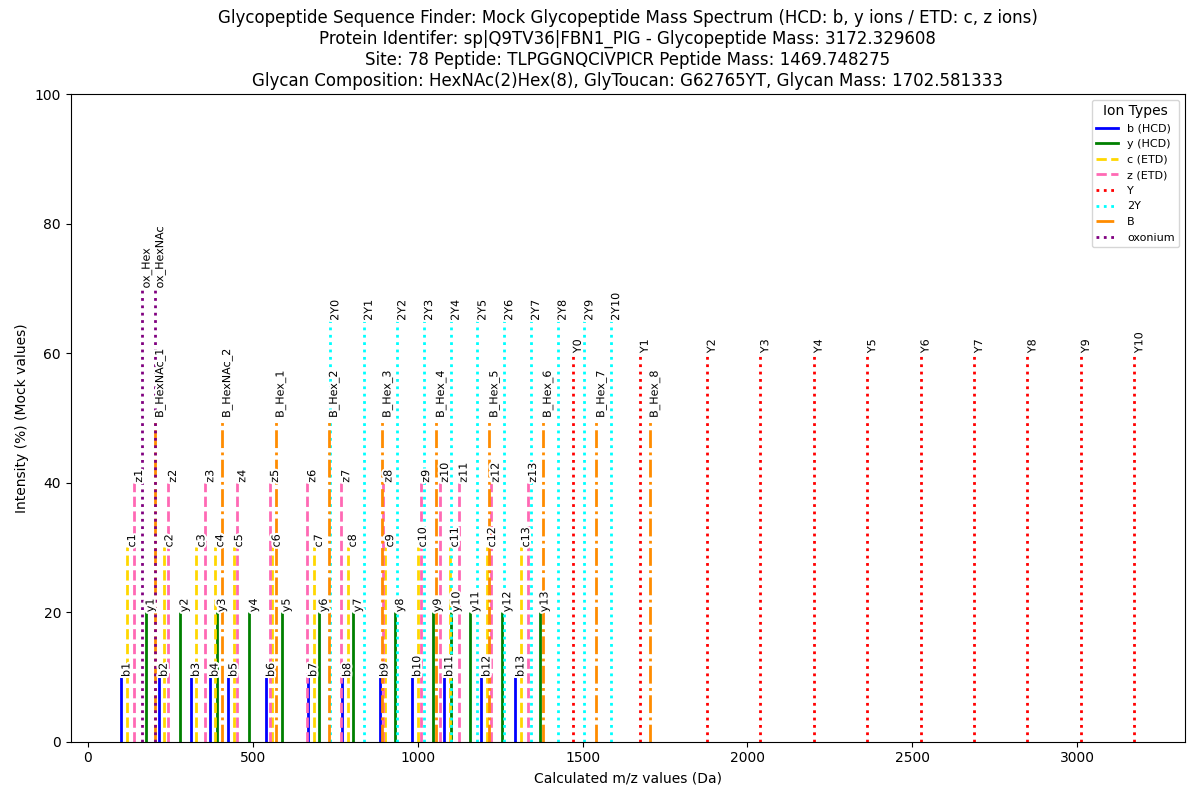 Glycopeptide Sequence Finder: Mock Glycopeptide Mass Spectrum (HCD: b, y ions / ETD: c, z ions)
Protein Identifer: sp|Q9TV36|FBN1_PIG - Glycopeptide Mass: 3172.329608
Site: 78 Peptide: TLPGGNQCIVPICR Peptide Mass: 1469.748275
Glycan Composition: HexNAc(2)Hex(8), GlyToucan: G62765YT, Glycan Mass: 1702.581333
Intensity (%) (Mock values)
100
80
60
40
20
0
Ion Types
b (HCD)
y (HCD)
c (ETD)
z (ETD)
Y
2Y
B
oxonium
ox_Hex
ox_HexNAc
2Y0
2Y1
2Y2
2Y3
2Y4
2Y5
2Y6
2Y7
2Y8
2Y9
2Y10
Y0
Y1
Y2
Y3
Y4
Y5
Y6
Y7
Y8
Y9
Y10
B_HexNAc_1
B_HexNAc_2
B_Hex_1
B_Hex_2
B_Hex_3
B_Hex_4
B_Hex_5
B_Hex_6
B_Hex_7
B_Hex_8
z1
z2
z3
z4
z5
z6
z7
z8
z9
z10
z11
z12
z13
c1
c2
c3
c4
c5
c6
c7
c8
c9
c10
c11
c12
c13
y1
y2
y3
y4
y5
y6
y7
y8
y9
y10
y11
y12
y13
b1
b2
b3
b4
b5
b6
b7
b8
b9
b10
b11
b12
b13
0
500
1000
1500
2000
2500
3000
Calculated m/z values (Da)